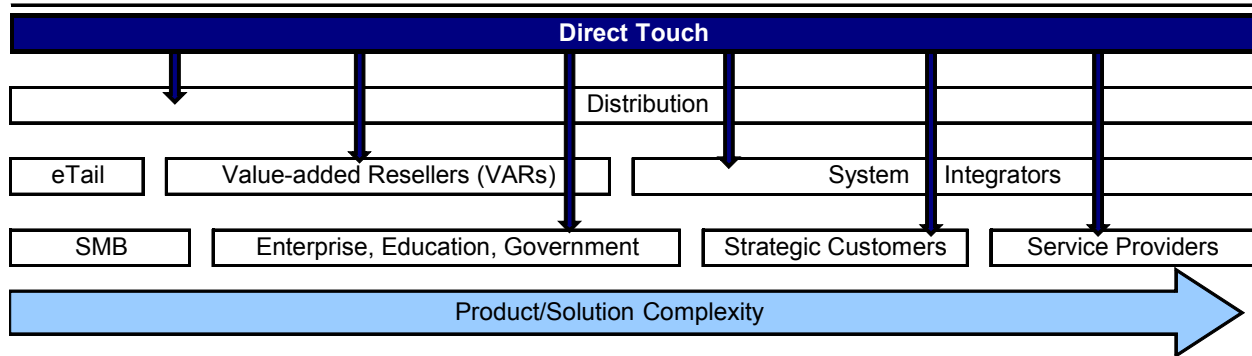 Direct Touch
Distribution
eTail
Value-added Resellers (VARs)
System Integrators
SMB
Enterprise, Education, Government
Strategic Customers
Service Providers
Product/Solution Complexity